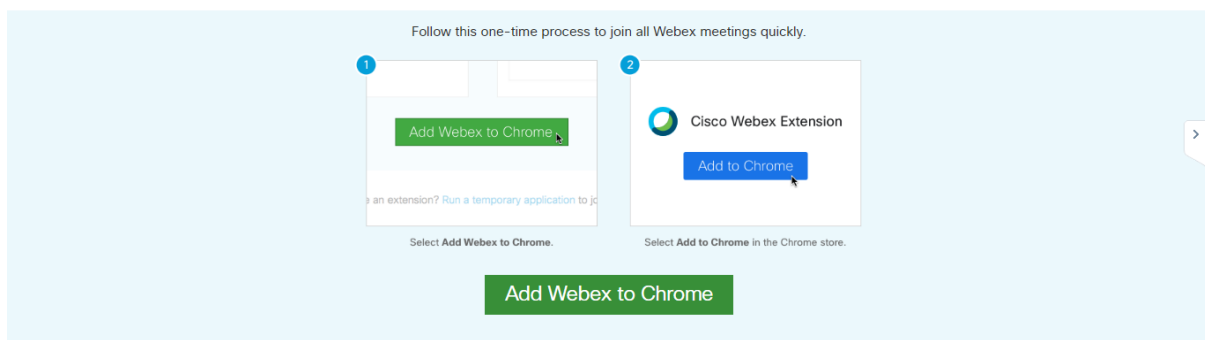 Follow this one-time process to join all Webex meetings quickly.
1
Add Webex to Chrome
an extension? Run a temporary application to
Select Add Webex to Chrome.
2
Cisco Webex Extension
Add to Chrome
Select Add to Chrome in the Chrome store.
Add Webex to Chrome